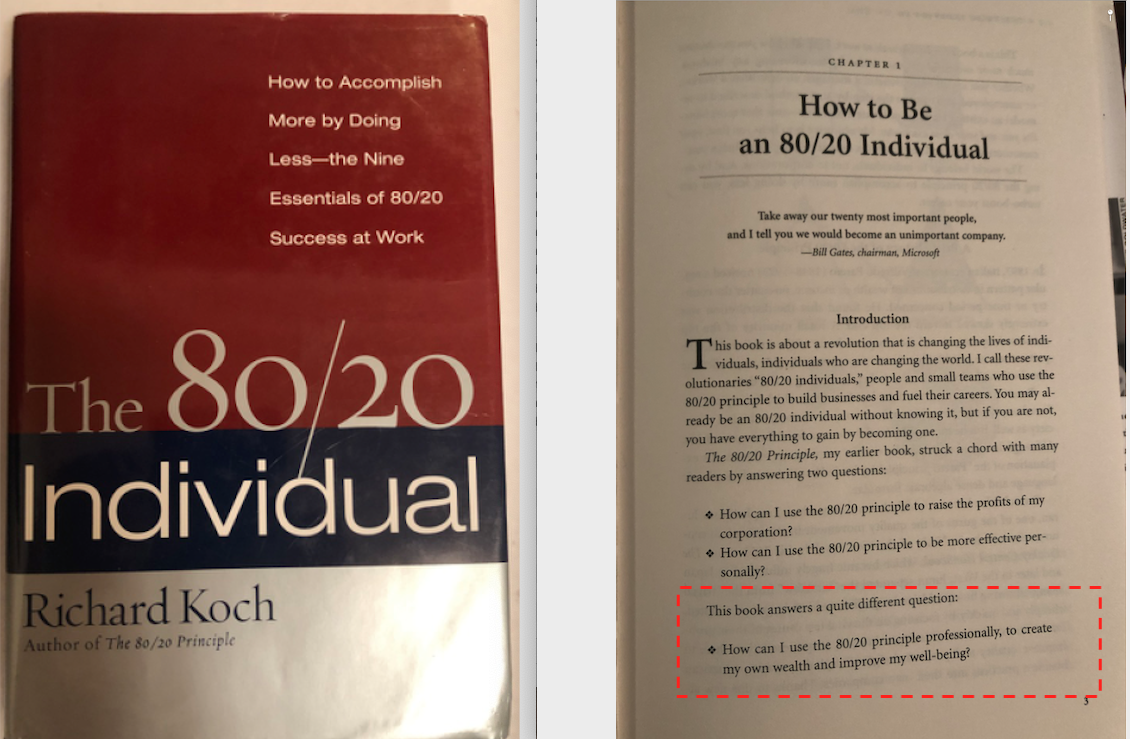 How to Accomplish
More by Doing
Less—the Nine
Essentials of 80/20
Success at Work
The 80/20
Individual
Richard Koch
Author of The 80/20 Principle
CHAPTER 1
How to Be
an 80/20 Individual
Take away our twenty most important people,
and I tell you we would become an unimportant company.
—Bill Gates, chairman, Microsoft
Introduction
This book is about a revolution that is changing the lives of indi-
viduals, individuals who are changing the world. I call these rev-
olutionaries “80/20 individuals,” people and small teams who use the
80/20 principle to build businesses and fuel their careers. You may al-
ready be an 80/20 individual without knowing it, but if you are not,
you have everything to gain by becoming one.
The 80/20 Principle, my earlier book, struck a chord with many
readers by answering two questions:
❖ How can I use the 80/20 principle to raise the profits of my
corporation?
❖ How can I use the 80/20 principle to be more effective per-
sonally?
This book answers a quite different question:
❖ How can I use the 80/20 principle professionally, to create
my own wealth and improve my well-being?
3